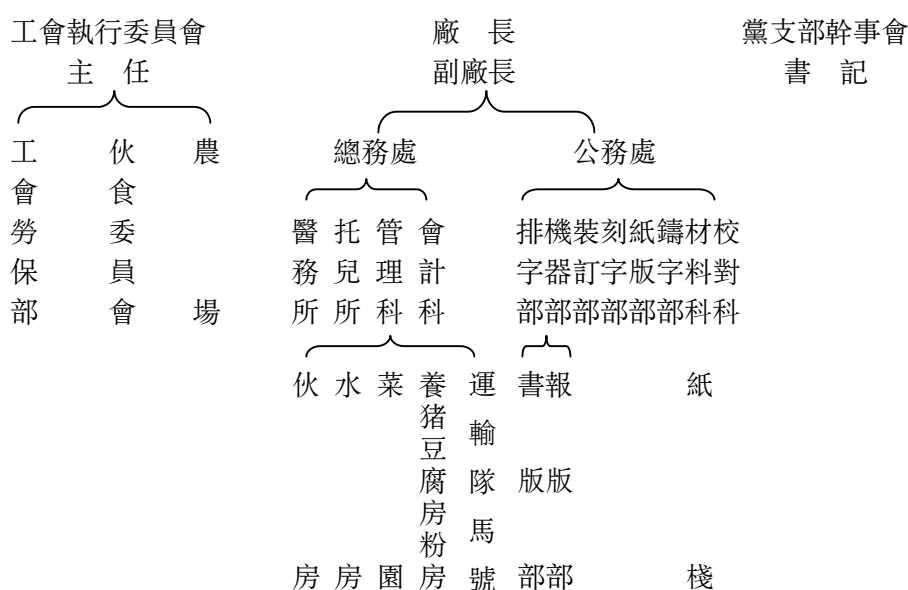 工會執行委員會
主任
廠長
副廠長
黨支部幹事會
書記
工會勞保部
伙食委員會
農場
總務處
公務處
醫務所
托兒所
管理科
會計科
排字部
機器部
裝訂部
刻字部
紙版部
鑄字部
材料科
校對科
伙房
水房
菜園
養猪豆腐房粉房
運輸隊馬號
書版部
報版部
紙棧